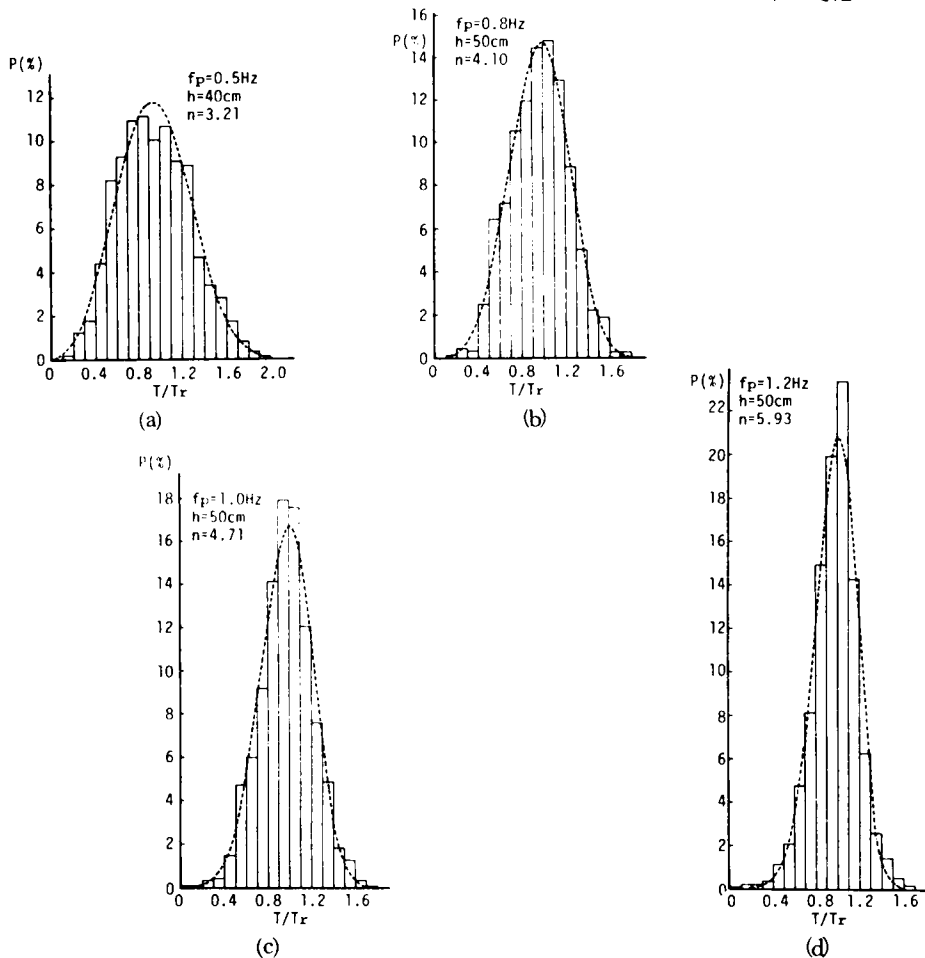 P(%)
fp=0.5Hz
h=40cm
n=3.21
12
10
8
6
4
2
0
0 0.4 0.8 1.2 1.6 2.0
T/Tr
(a)
16
P(%)
fp=0.8Hz
h=50cm
n=4.10
14
12
10
8
6
4
2
0
0 0.4 0.8 1.2 1.6
T/Tr
(b)
P(%)
fp=1.0Hz
h=50cm
n=4.71
18
16
14
12
10
8
6
4
2
0
0 0.4 0.8 1.2 1.6
T/Tr
(c)
P(%)
fp=1.2Hz
h=50cm
n=5.93
22
20
18
16
14
12
10
8
6
4
2
0
0 0.4 0.8 1.2 1.6
T/Tr
(d)